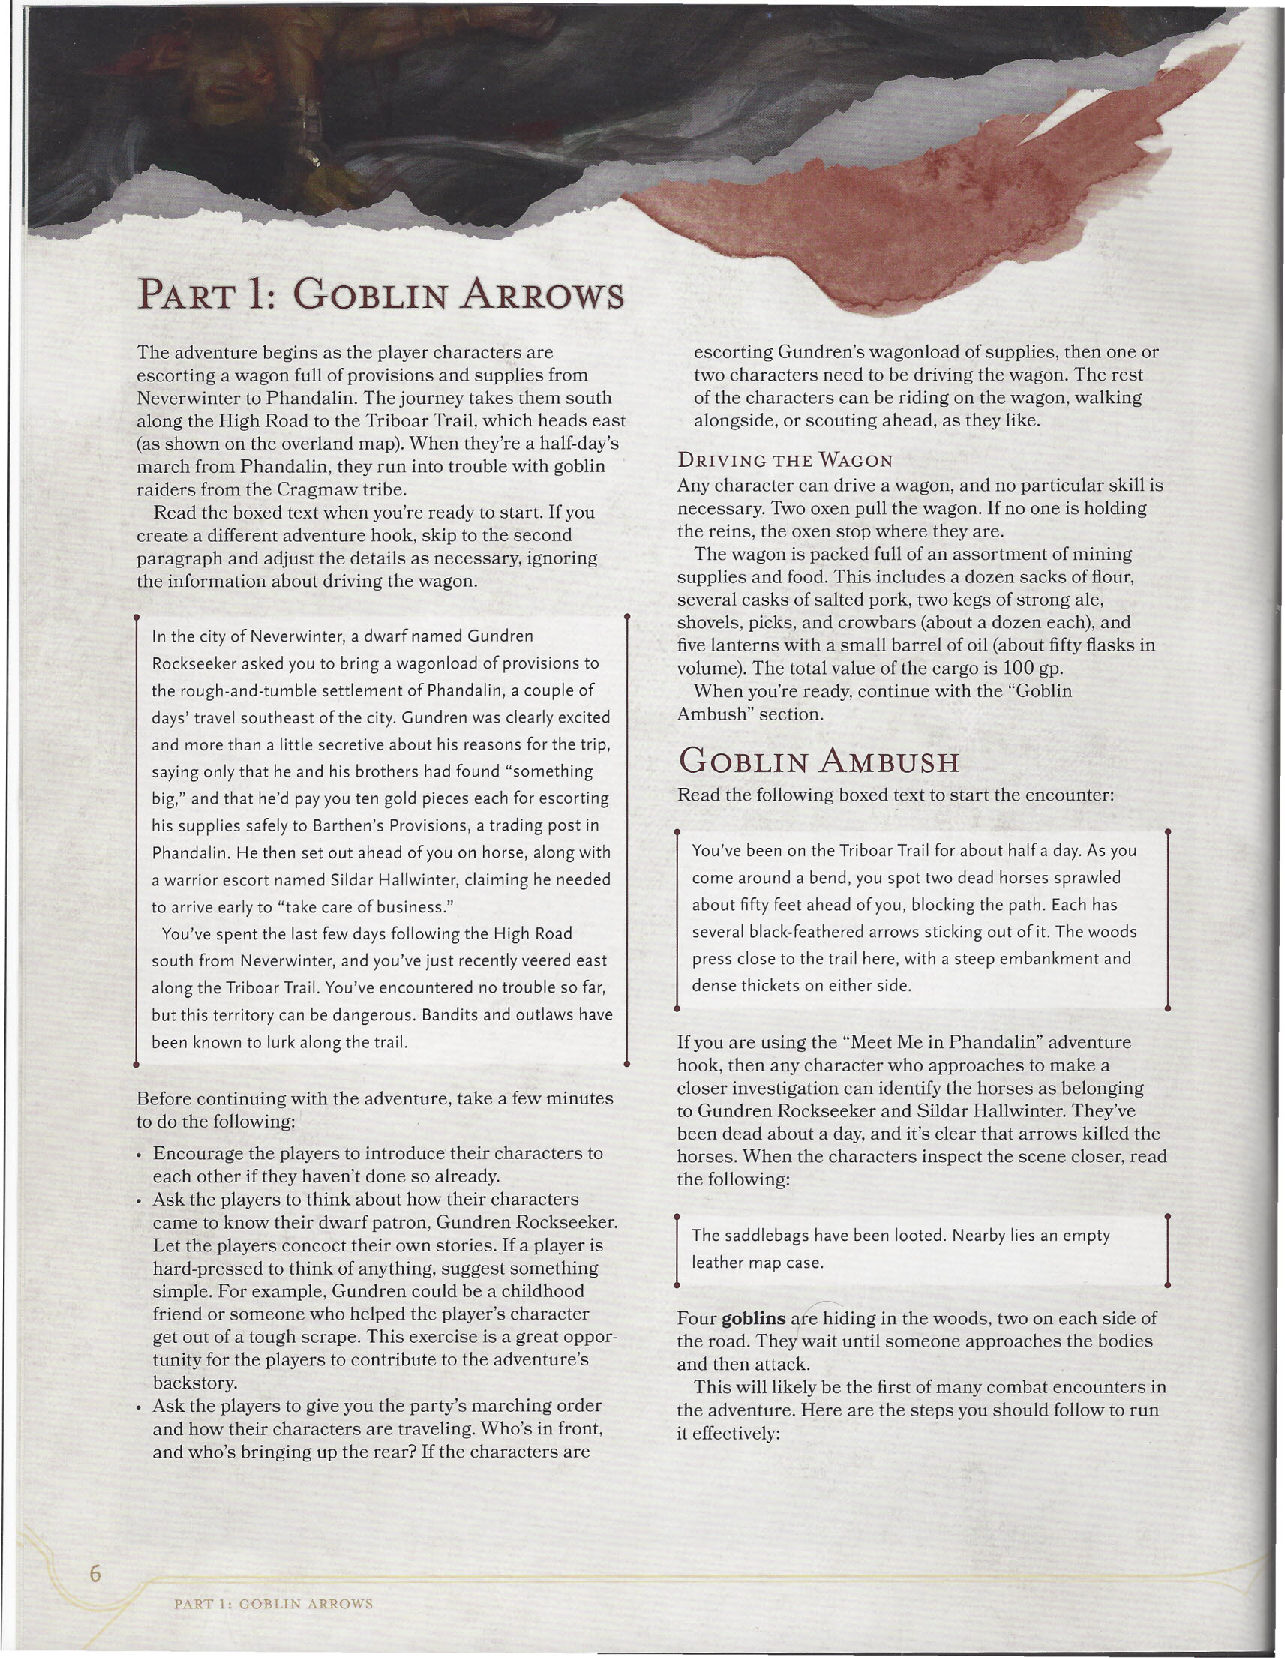 PART 1: GOBLIN ARROWS
The adventure begins as the player characters are
escorting a wagon full of provisions and supplies from
Neverwinter to Phandalin. The journey takes them south
along the High Road to the Triboar Trail, which heads east
(as shown on the overland map). When they're a half-day's
march from Phandalin, they run into trouble with goblin
raiders from the Cragmaw tribe.
Read the boxed text when you're ready to start. If you
create a different adventure hook, skip to the second
paragraph and adjust the details as necessary, ignoring
the information about driving the wagon.
In the city of Neverwinter, a dwarf named Gundren
Rockseeker asked you to bring a wagonload of provisions to
the rough-and-tumble settlement of Phandalin, a couple of
days' travel southeast of the city. Gundren was clearly excited
and more than a little secretive about his reasons for the trip,
saying only that he and his brothers had found "something
big," and that he'd pay you ten gold pieces each for escorting
his supplies safely to Barthen's Provisions, a trading post in
Phandalin. He then set out ahead of you on horse, along with
a warrior escort named Sildar Hallwinter, claiming he needed
to arrive early to "take care of business."
You've spent the last few days following the High Road
south from Neverwinter, and you've just recently veered east
along the Triboar Trail. You've encountered no trouble so far,
but this territory can be dangerous. Bandits and outlaws have
been known to lurk along the trail.
Before continuing with the adventure, take a few minutes
to do the following:
• Encourage the players to introduce their characters to
each other if they haven't done so already.
• Ask the players to think about how their characters
came to know their dwarf patron, Gundren Rockseeker.
Let the players concoct their own stories. If a player is
hard-pressed to think of anything, suggest something
simple. For example, Gundren could be a childhood
friend or someone who helped the player's character
get out of a tough scrape. This exercise is a great oppor-
tunity for the players to contribute to the adventure's
backstory.
• Ask the players to give you the party's marching order
and how their characters are traveling. Who's in front,
and who's bringing up the rear? If the characters are
escorting Gundren's wagonload of supplies, then one or
two characters need to be driving the wagon. The rest
of the characters can be riding on the wagon, walking
alongside, or scouting ahead, as they like.
DRIVING THE WAGON
Any character can drive a wagon, and no particular skill is
necessary. Two oxen pull the wagon. If no one is holding
the reins, the oxen stop where they are.
The wagon is packed full of an assortment of mining
supplies and food. This includes a dozen sacks of flour,
several casks of salted pork, two kegs of strong ale,
shovels, picks, and crowbars (about a dozen each), and
five lanterns with a small barrel of oil (about fifty flasks in
volume). The total value of the cargo is 100 gp.
When you're ready, continue with the "Goblin
Ambush" section.
GOBLIN AMBUSH
Read the following boxed text to start the encounter:
You've been on the Triboar Trail for about half a day. As you
come around a bend, you spot two dead horses sprawled
about fifty feet ahead of you, blocking the path. Each has
several black-feathered arrows sticking out of it. The woods
press close to the trail here, with a steep embankment and
dense thickets on either side.
If you are using the "Meet Me in Phandalin" adventure
hook, then any character who approaches to make a
closer investigation can identify the horses as belonging
to Gundren Rockseeker and Sildar Hallwinter. They've
been dead about a day, and it's clear that arrows killed the
horses. When the characters inspect the scene closer, read
the following:
The saddlebags have been looted. Nearby lies an empty
leather map case.
Four goblins are hiding in the woods, two on each side of
the road. They wait until someone approaches the bodies
and then attack.
This will likely be the first of many combat encounters in
the adventure. Here are the steps you should follow to run
it effectively:
6
PART 1: GOBLIN ARROWS